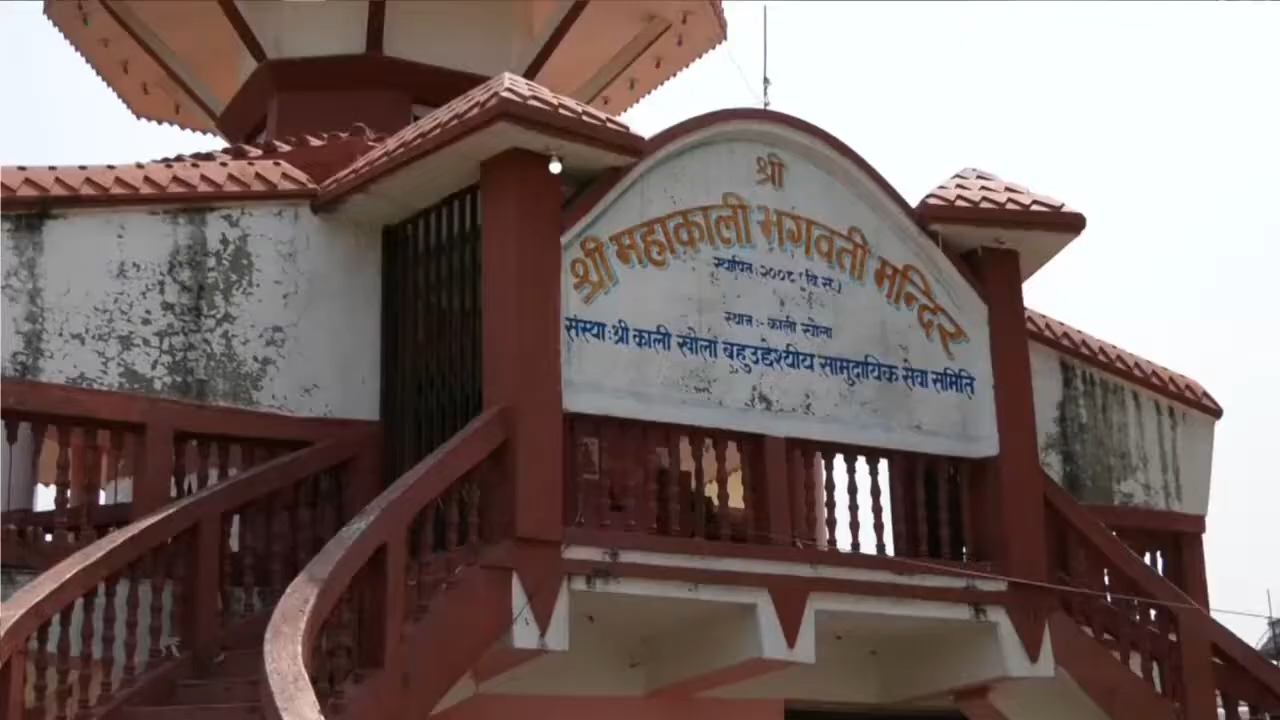 श्री
श्री महाकाली भगवती मन्दिर
स्थापित: २००८ (वि.सं.)
स्थान:- काली खोला
संस्था: श्री काली खोला बहुउद्देश्यीय सामुदायिक सेवा समिति